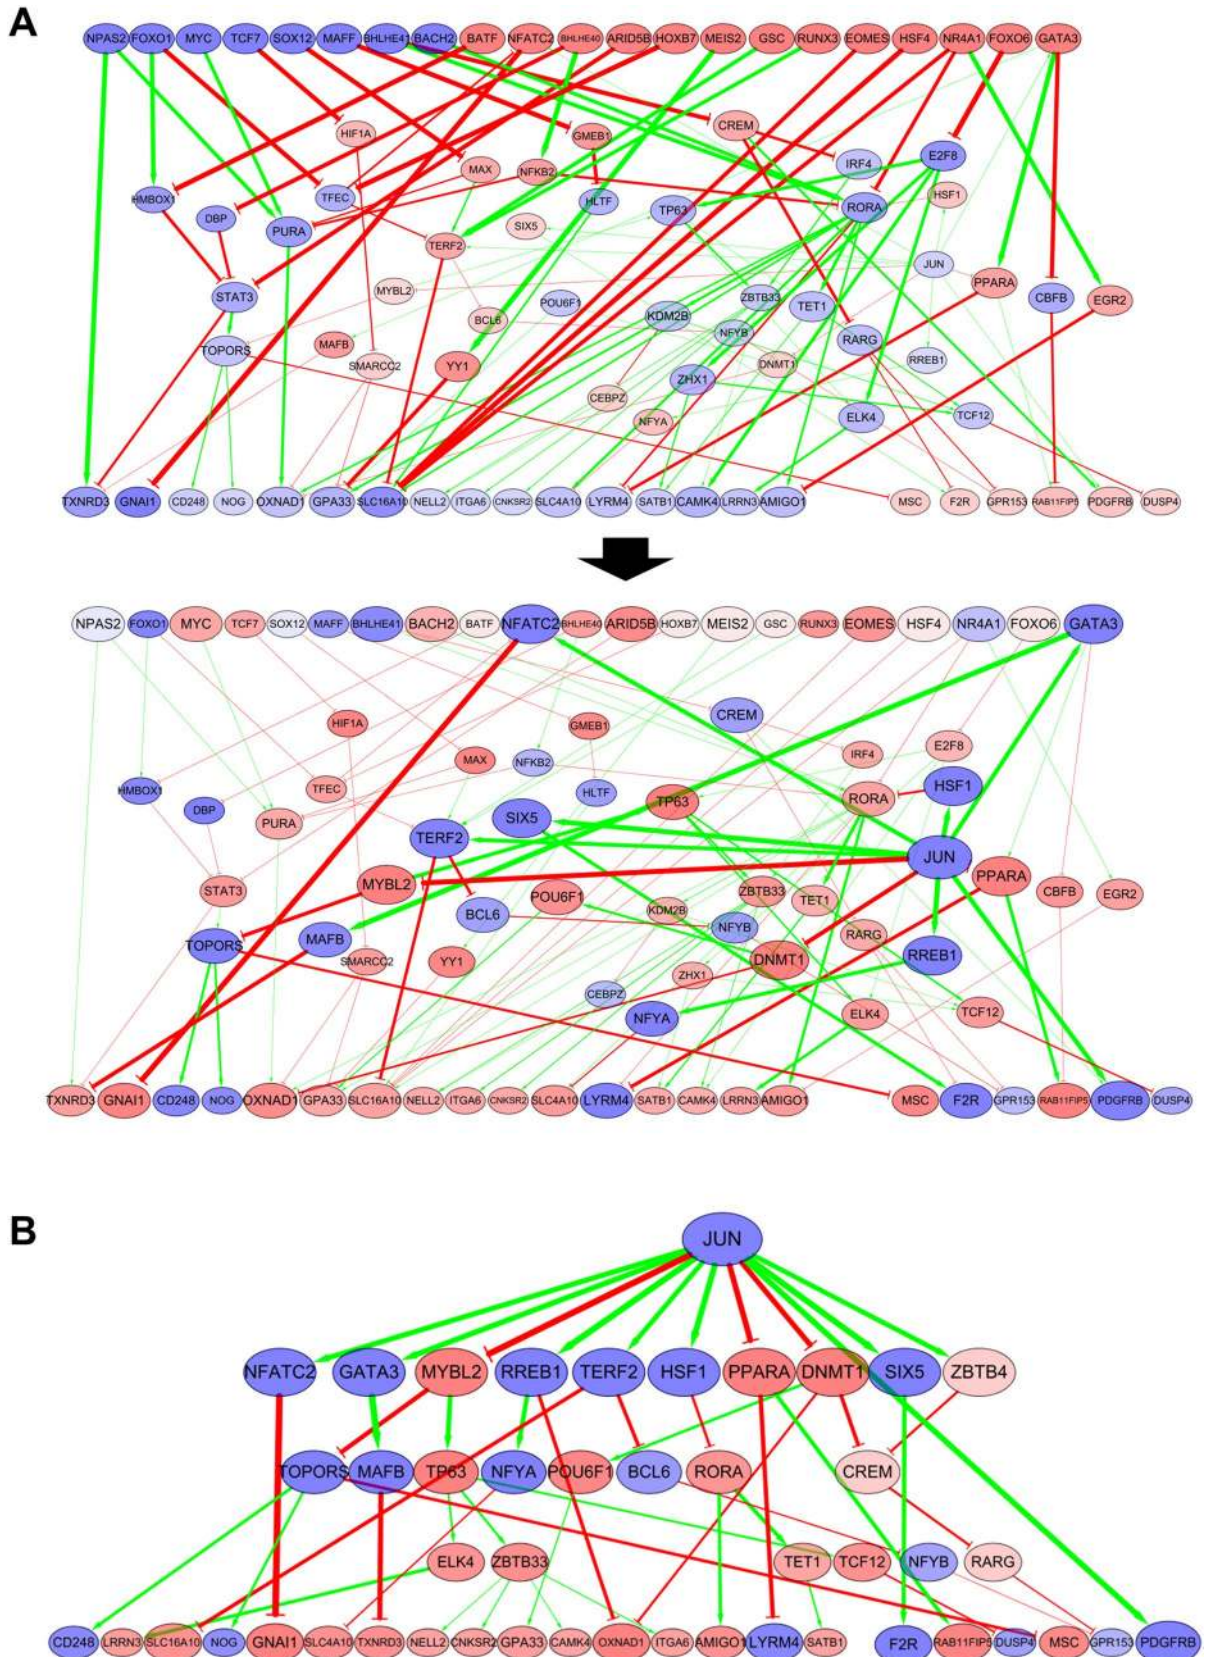 A
NPAS2 FOXO1 MYC TCF7 SOX12 MAFF BHLHE41 BACH2 BATF NFATC2 BHLHE40 ARID5B HOXB7 MEIS2 GSC RUNX3 EOMES HSF4 NR4A1 FOXO6 GATA3
HIF1A GMEB1 CREM
MAX NFKB2 IRF4 E2F8
HMBOX1 DBP TFEC HLTF TP63 RORA HSF1
PURA TERF2 SIX5
JUN
STAT3 MYBL2 POU6F1 ZBTB33 TET1 PPARA CBFB EGR2
TOPORS MAFB BCL6 KDM2B NFYB RARG RREB1
SMARCC2 YY1 ZHX1 DNMT1
CEBPZ NFYA ELK4 TCF12
TXNRD3 GNAI1 CD248 NOG OXNAD1 GPA33 SLC16A10 NELL2 ITGA6 CNKSR2 SLC4A10 LYRM4 SATB1 CAMK4 LRRN3 AMIGO1 MSC F2R GPR153 RAB11FIP5 PDGFRB DUSP4
NPAS2 FOXO1 MYC TCF7 SOX12 MAFF BHLHE41 BACH2 BATF NFATC2 BHLHE40 ARID5B HOXB7 MEIS2 GSC RUNX3 EOMES HSF4 NR4A1 FOXO6 GATA3
HIF1A GMEB1 CREM
MAX NFKB2 IRF4 E2F8
HMBOX1 DBP TFEC HLTF TP63 RORA HSF1
PURA TERF2 SIX5
JUN
STAT3 MYBL2 POU6F1 ZBTB33 TET1 PPARA CBFB EGR2
TOPORS MAFB BCL6 KDM2B NFYB RARG RREB1
SMARCC2 YY1 ZHX1 DNMT1
CEBPZ NFYA ELK4 TCF12
TXNRD3 GNAI1 CD248 NOG OXNAD1 GPA33 SLC16A10 NELL2 ITGA6 CNKSR2 SLC4A10 LYRM4 SATB1 CAMK4 LRRN3 AMIGO1 MSC F2R GPR153 RAB11FIP5 PDGFRB DUSP4
B
JUN
NFATC2 GATA3 MYBL2 RREB1 TERF2 HSF1 PPARA DNMT1 SIX5 ZBTB4
TOPORS MAFB TP63 NFYA POU6F1 BCL6 RORA CREM
ELK4 ZBTB33 TET1 TCF12 NFYB RARG
CD248 LRRN3 SLC16A10 NOG GNAI1 SLC4A10 TXNRD3 NELL2 CNKSR2 GPA33 CAMK4 OXNAD1 ITGA6 AMIGO1 LYRM4 SATB1 F2R RAB11FIP5 DUSP4 MSC GPR153 PDGFRB